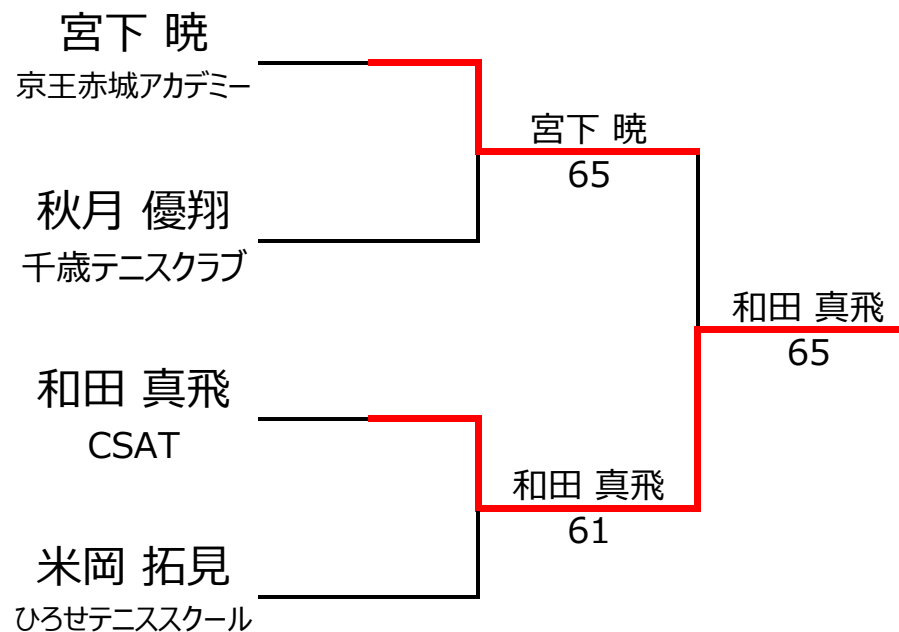 宮下 暁
京王赤城アカデミー
宮下 暁
65
秋月 優翔
千歳テニスクラブ
和田 真飛
65
和田 真飛
CSAT
和田 真飛
61
米岡 拓見
ひろせテニススクール